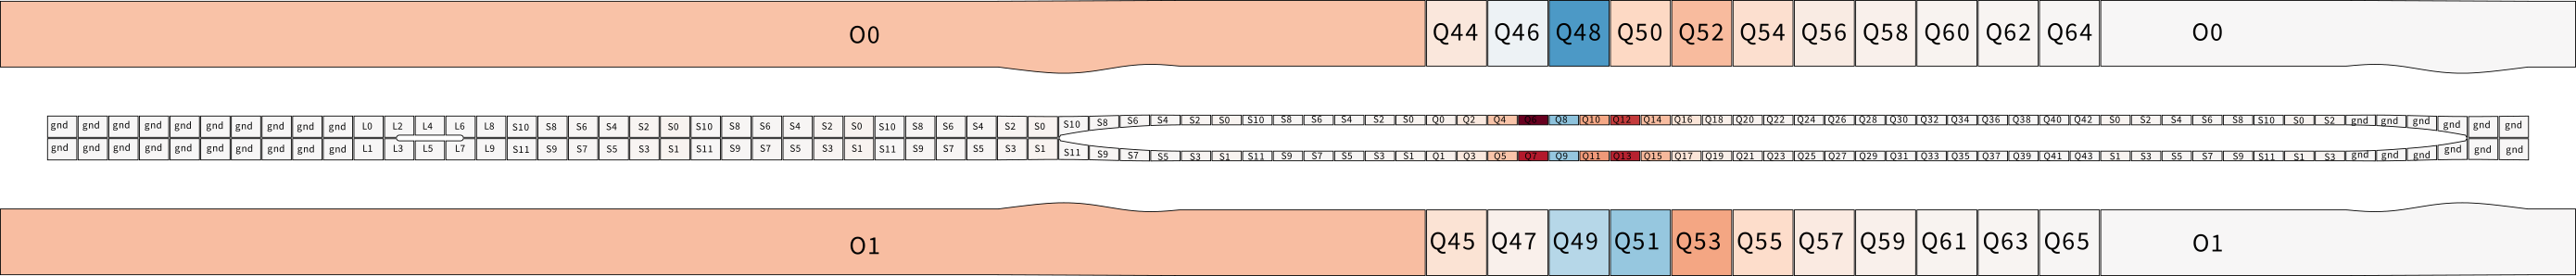 O0 Q44 Q46 Q48 Q50 Q52 Q54 Q56 Q58 Q60 Q62 Q64 O0
gnd gnd gnd gnd gnd gnd gnd gnd gnd gnd L0 L2 L4 L6 L8 S10 S8 S6 S4 S2 S0 S10 S8 S6 S4 S2 S0 S10 S8 S6 S4 S2 S0 S10 S8 S6 S4 S2 S0 S10 S8 S6 S4 S2 S0 Q0 Q2 Q4 Q6 Q8 Q10 Q12 Q14 Q16 Q18 Q20 Q22 Q24 Q26 Q28 Q30 Q32 Q34 Q36 Q38 Q40 Q42 S0 S2 S4 S6 S8 S10 S0 S2 gnd gnd gnd gnd gnd gnd
gnd gnd gnd gnd gnd gnd gnd gnd gnd gnd L1 L3 L5 L7 L9 S11 S9 S7 S5 S3 S1 S11 S9 S7 S5 S3 S1 S11 S9 S7 S5 S3 S1 S11 S9 S7 S5 S3 S1 S11 S9 S7 S5 S3 S1 Q1 Q3 Q5 Q7 Q9 Q11 Q13 Q15 Q17 Q19 Q21 Q23 Q25 Q27 Q29 Q31 Q33 Q35 Q37 Q39 Q41 Q43 S1 S3 S5 S7 S9 S11 S1 S3 gnd gnd gnd gnd gnd gnd
O1 Q45 Q47 Q49 Q51 Q53 Q55 Q57 Q59 Q61 Q63 Q65 O1